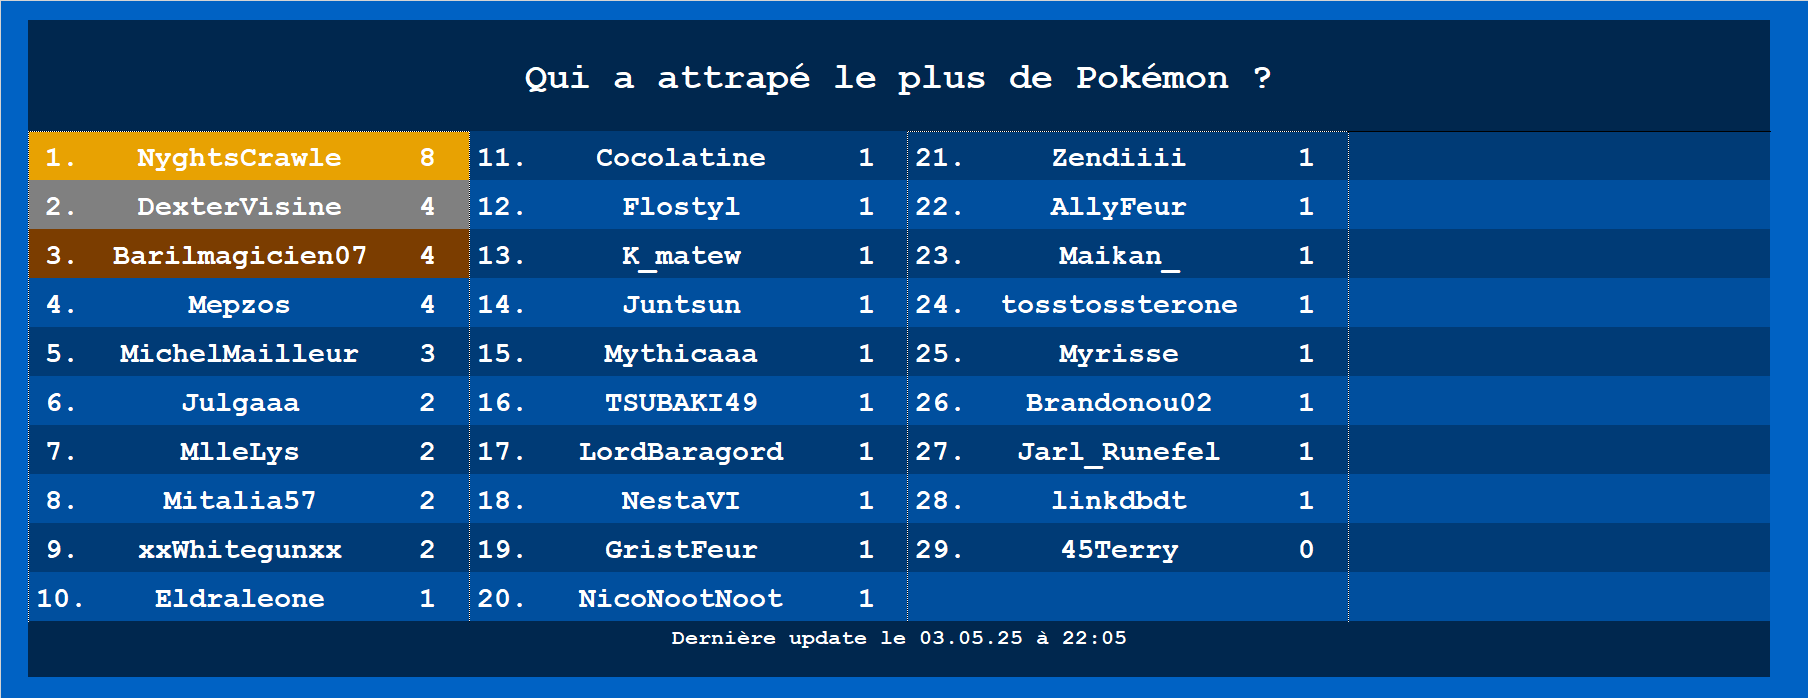 Qui a attrapé le plus de Pokémon ?
1. NyghtsCrawle 8
2. DexterVisine 4
3. Barilmagicien07 4
4. Mepzos 4
5. MichelMailleur 3
6. Julgaaa 2
7. MlleLys 2
8. Mitalia57 2
9. xxWhitegunxx 2
10. Eldraleone 1
11. Cocolatine 1
12. Flostyl 1
13. K_matew 1
14. Juntsun 1
15. Mythicaaa 1
16. TSUBAKI49 1
17. LordBaragord 1
18. NestaVI 1
19. GristFeur 1
20. NicoNootNoot 1
21. Zendiiii 1
22. AllyFeur 1
23. Maikan_ 1
24. tosstossterone 1
25. Myrisse 1
26. Brandonou02 1
27. Jarl_Runefel 1
28. linkdbdt 1
29. 45Terry 0
Dernière update le 03.05.25 à 22:05